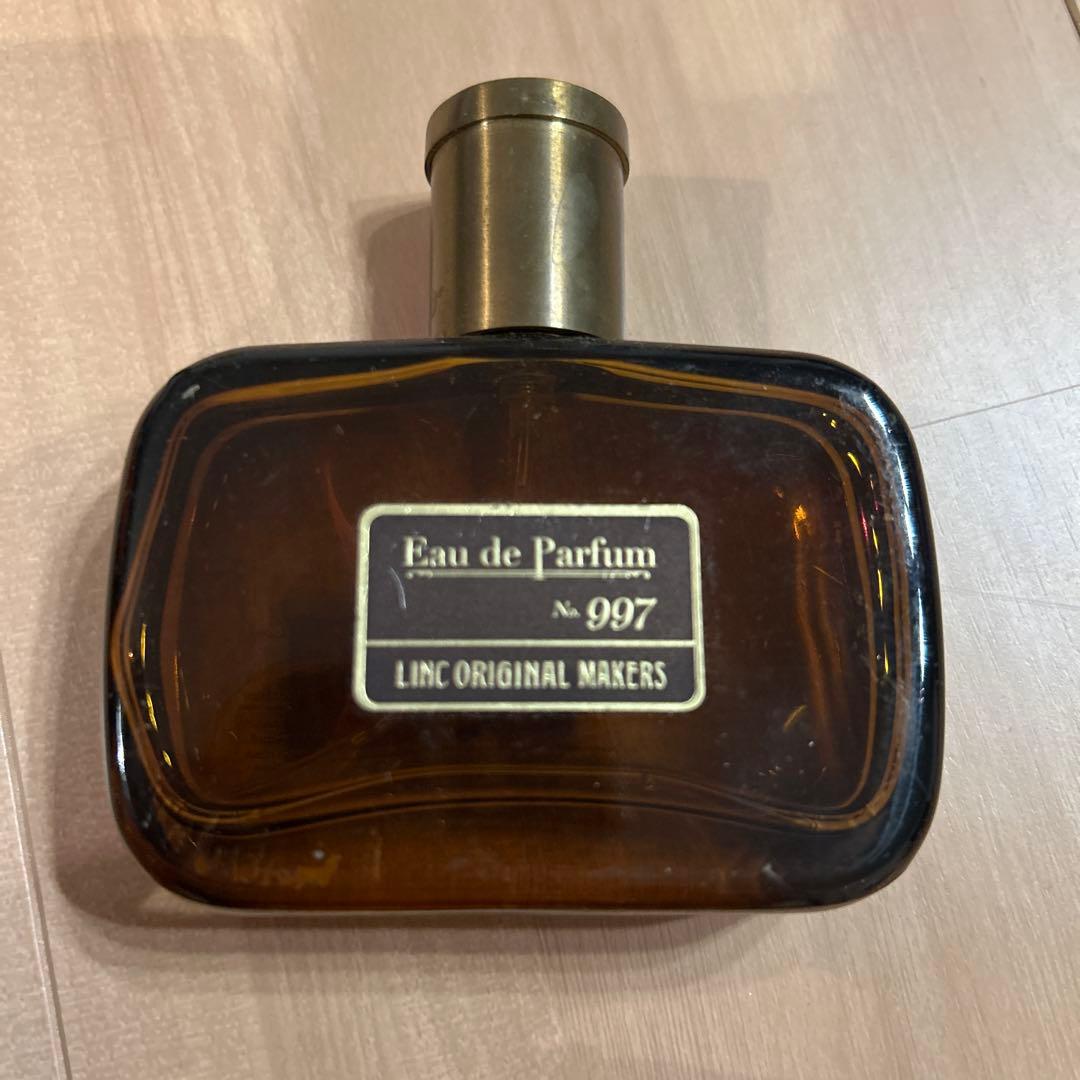 Eau de Parfum
No. 997
LINC ORIGINAL MAKERS